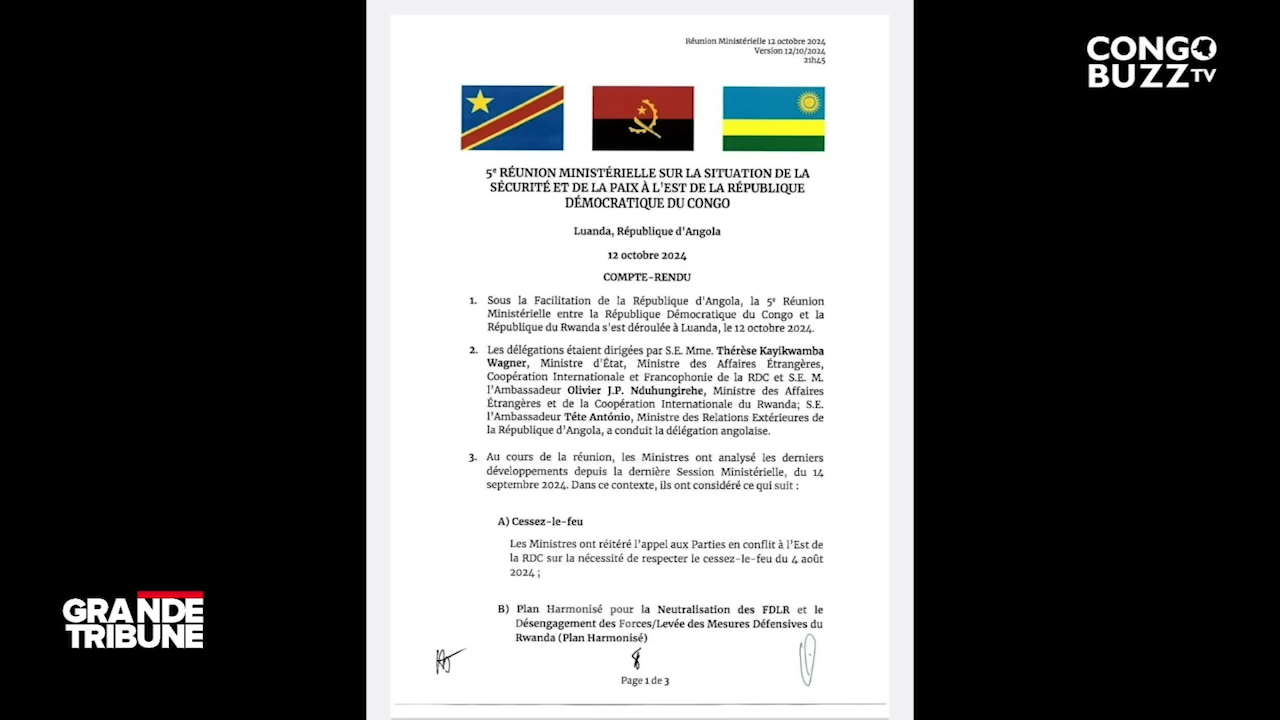 Réunion Ministérielle 12 octobre 2024
Version 12/10/2024
21h45
CONGO
BUZZ TV
5e RÉUNION MINISTÉRIELLE SUR LA SITUATION DE LA
SÉCURITÉ ET DE LA PAIX À L'EST DE LA RÉPUBLIQUE
DÉMOCRATIQUE DU CONGO
Luanda, République d'Angola
12 octobre 2024
COMPTE-RENDU
1. Sous la Facilitation de la République d'Angola, la 5e Réunion
Ministérielle entre la République Démocratique du Congo et la
République du Rwanda s'est déroulée à Luanda, le 12 octobre 2024.
2. Les délégations étaient dirigées par S.E. Mme. Thérèse Kayikwamba
Wagner, Ministre d'État, Ministre des Affaires Étrangères,
Coopération Internationale et Francophonie de la RDC et S.E. M.
l'Ambassadeur Olivier J.P. Nduhungirehe, Ministre des Affaires
Étrangères et de la Coopération Internationale du Rwanda; S.E.
l'Ambassadeur Téte António, Ministre des Relations Extérieures de
la République d'Angola, a conduit la délégation angolaise.
3. Au cours de la réunion, les Ministres ont analysé les derniers
développements depuis la dernière Session Ministérielle, du 14
septembre 2024. Dans ce contexte, ils ont considéré ce qui suit :
A) Cessez-le-feu
Les Ministres ont réitéré l'appel aux Parties en conflit à l'Est de
la RDC sur la nécessité de respecter le cessez-le-feu du 4 août
2024 ;
B) Plan Harmonisé pour la Neutralisation des FDLR et le
Désengagement des Forces/Levée des Mesures Défensives du
Rwanda (Plan Harmonisé)
Page 1 de 3
GRANDE
TRIBUNE